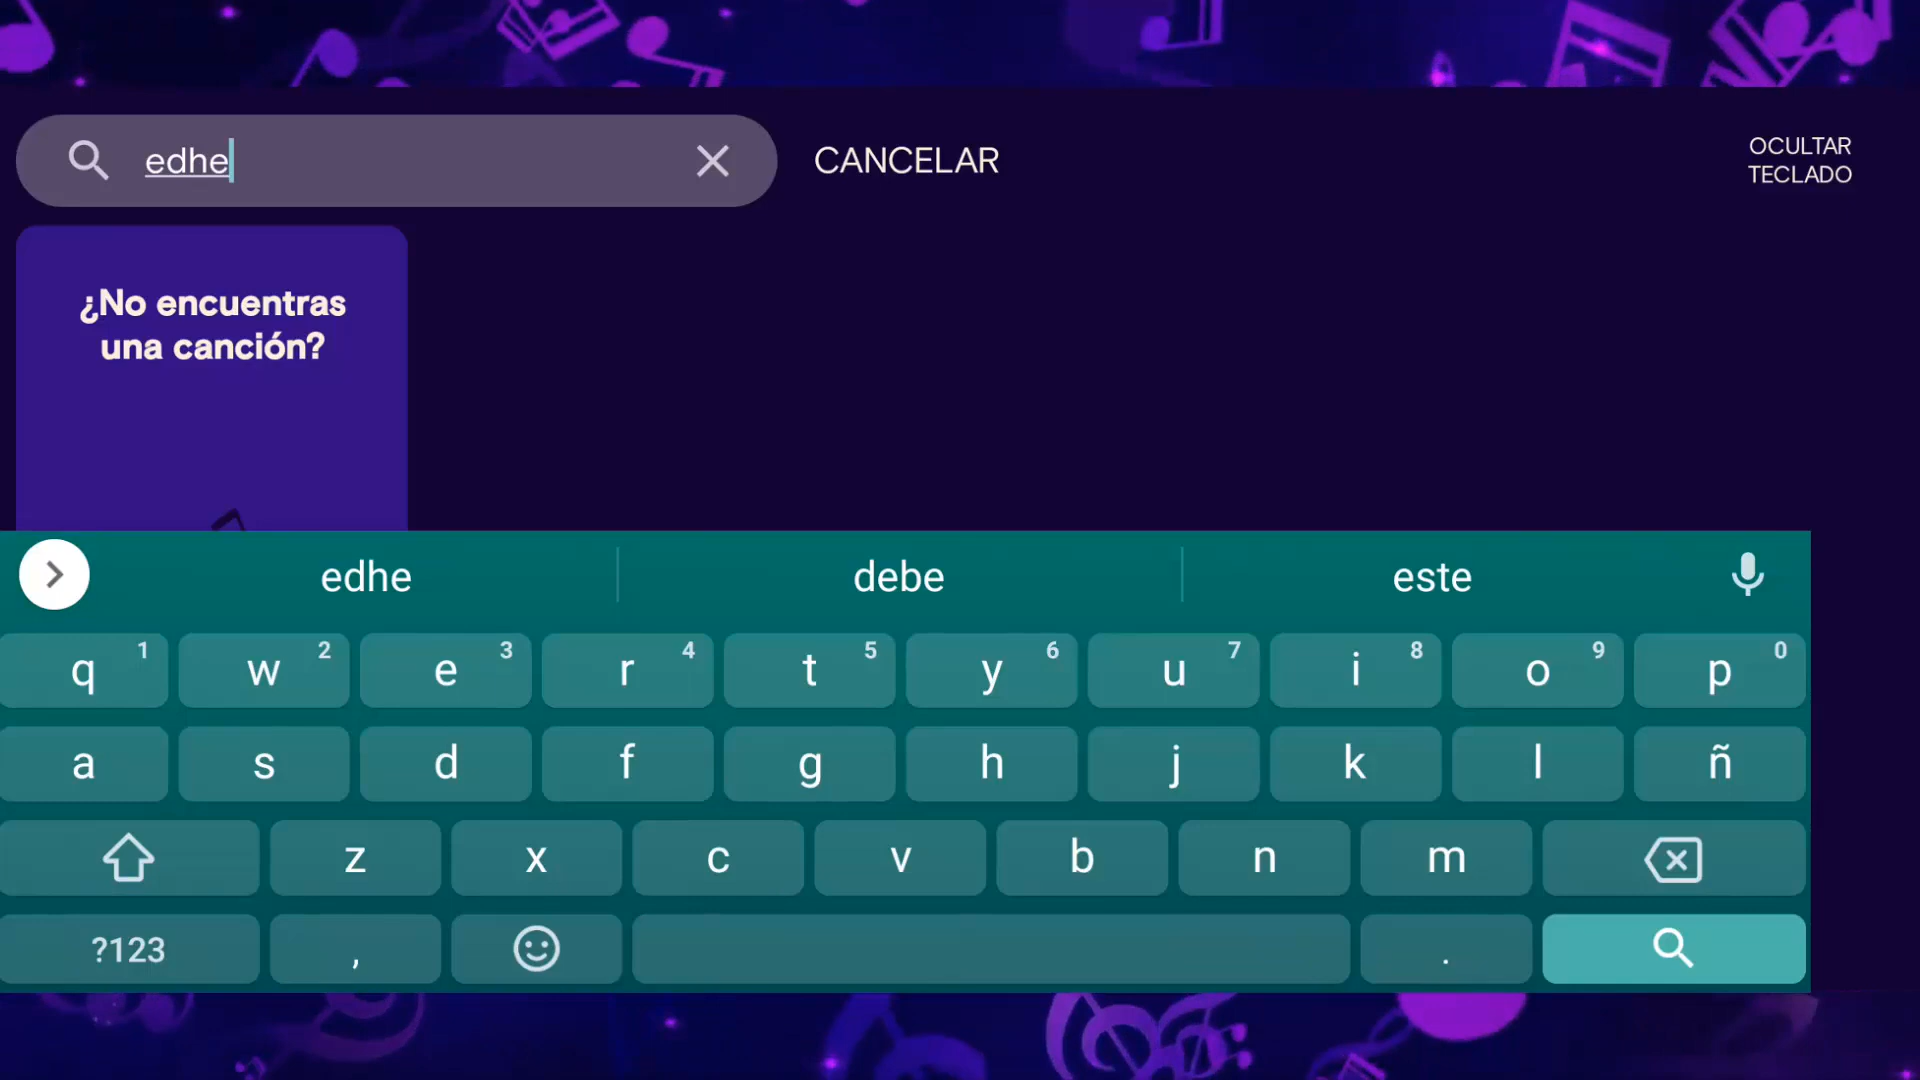 edhe
CANCELAR
OCULTAR
TECLADO
¿No encuentras
una canción?
edhe debe este
q 1 w 2 e 3 r 4 t 5 y 6 u 7 i 8 o 9 p 0
a s d f g h j k l ñ
z x c v b n m
?123 , .